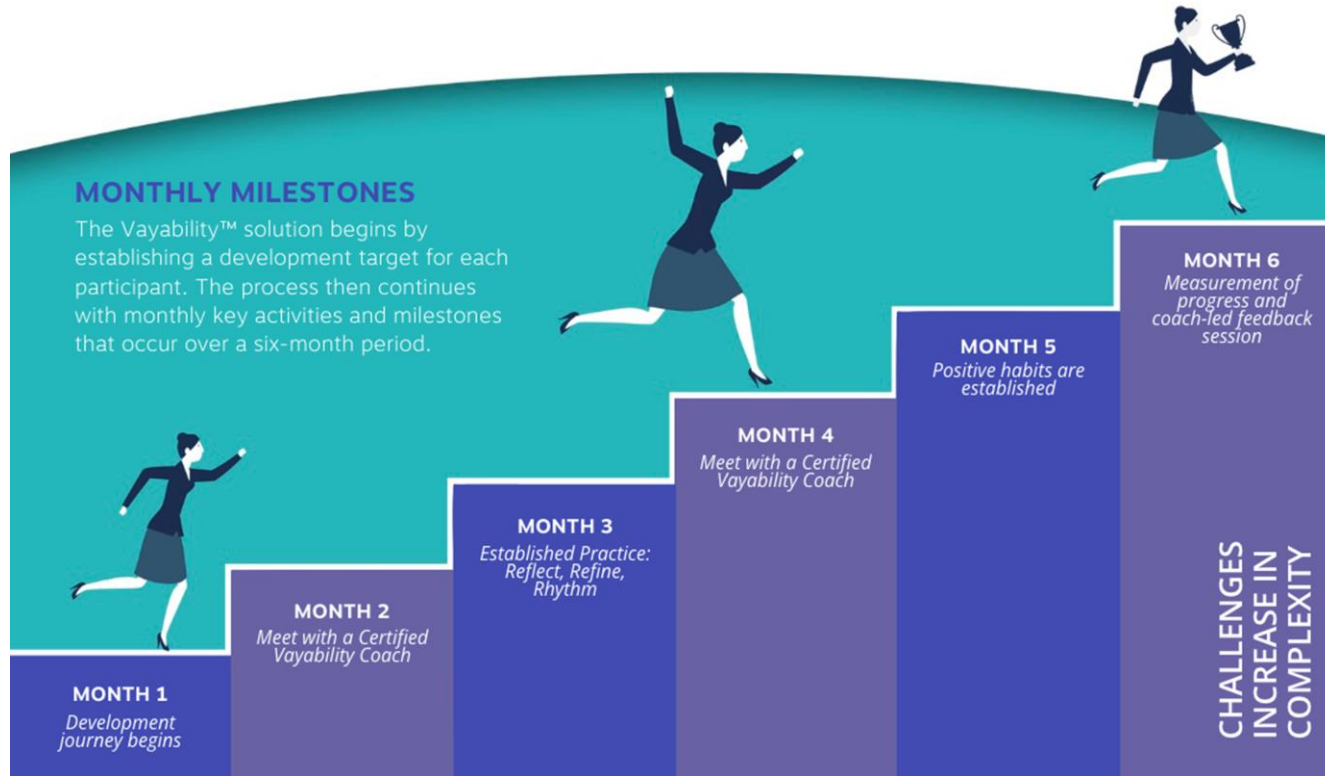 MONTHLY MILESTONES
The Vayability™ solution begins by
establishing a development target for each
participant. The process then continues
with monthly key activities and milestones
that occur over a six-month period.
MONTH 1
Development
journey begins
MONTH 2
Meet with a Certified
Vayability Coach
MONTH 3
Established Practice:
Reflect, Refine,
Rhythm
MONTH 4
Meet with a Certified
Vayability Coach
MONTH 5
Positive habits are
established
MONTH 6
Measurement of
progress and
coach-led feedback
session
CHALLENGES
INCREASE IN
COMPLEXITY